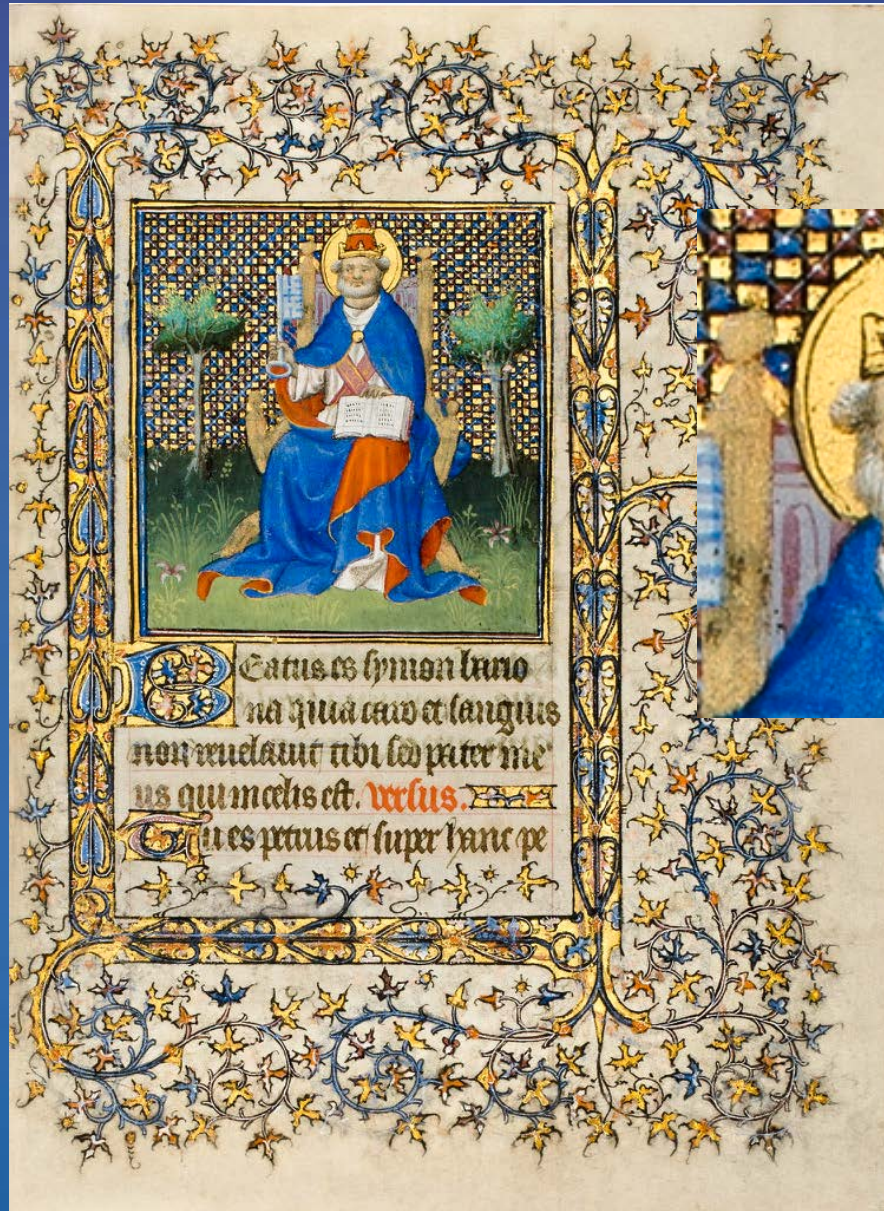 Beatus es symon bario
na quia caro et sanguis
non reuelauit tibi sed pater me
us qui in celis est. versus.
Tu es petrus et super hanc pe